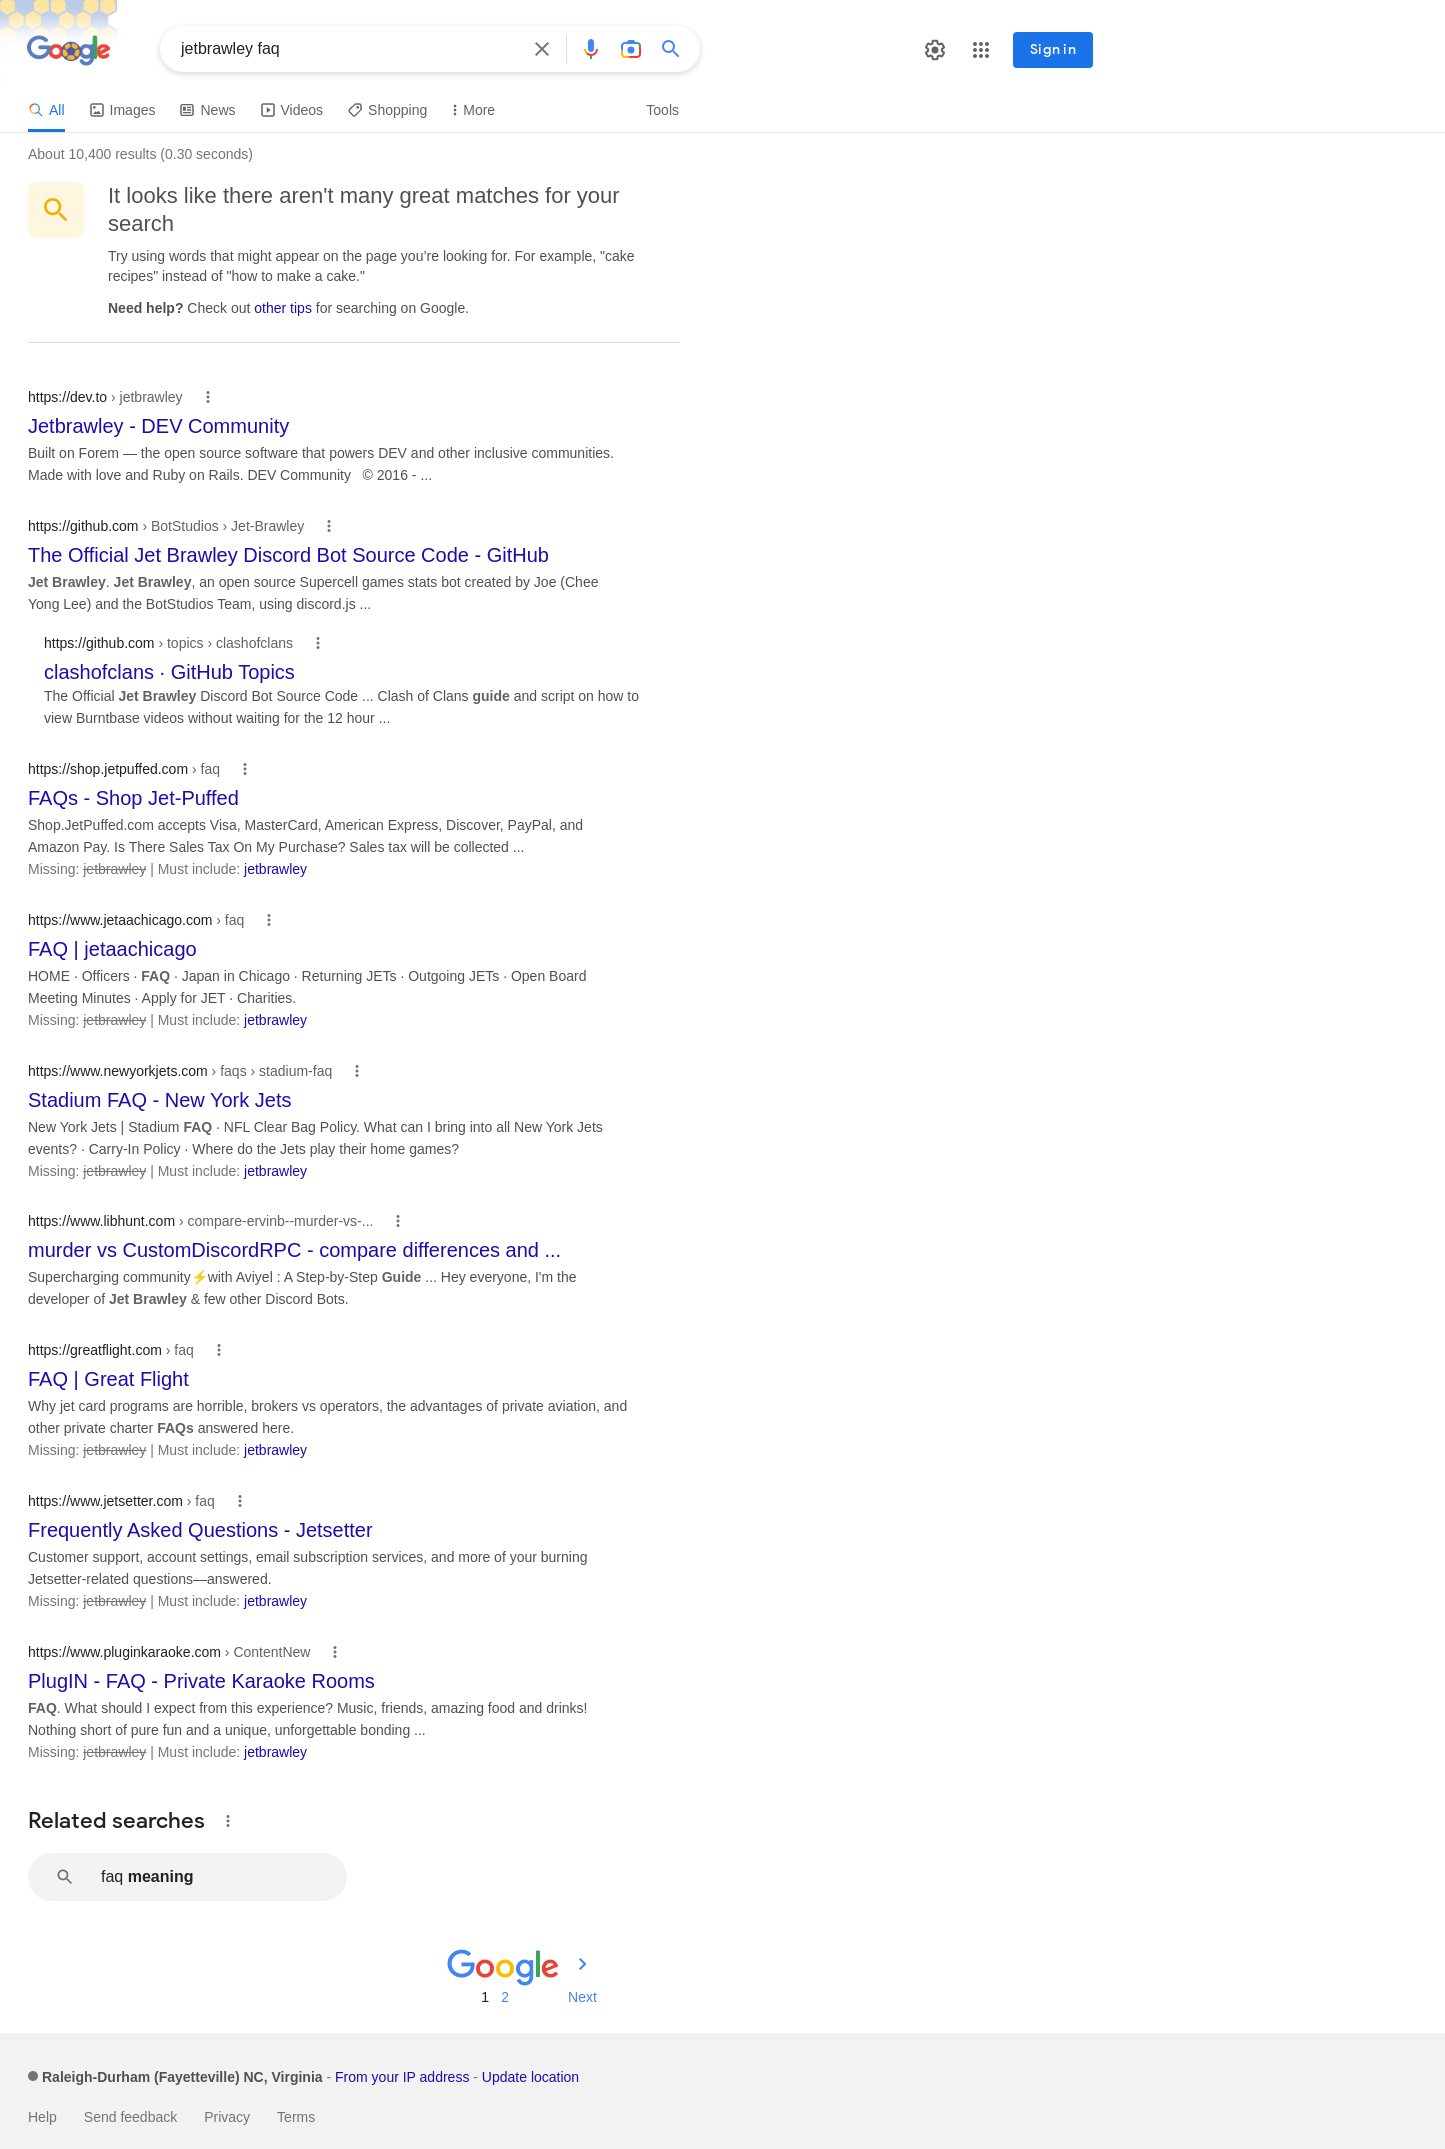 Google
jetbrawley faq
Sign in
All
Images
News
Videos
Shopping
More
Tools
About 10,400 results (0.30 seconds)
It looks like there aren't many great matches for your
search
Try using words that might appear on the page you’re looking for. For example, "cake
recipes" instead of "how to make a cake."
Need help? Check out other tips for searching on Google.
https://dev.to › jetbrawley
Jetbrawley - DEV Community
Built on Forem — the open source software that powers DEV and other inclusive communities.
Made with love and Ruby on Rails. DEV Community © 2016 - ...
https://github.com › BotStudios › Jet-Brawley
The Official Jet Brawley Discord Bot Source Code - GitHub
Jet Brawley. Jet Brawley, an open source Supercell games stats bot created by Joe (Chee
Yong Lee) and the BotStudios Team, using discord.js ...
https://github.com › topics › clashofclans
clashofclans · GitHub Topics
The Official Jet Brawley Discord Bot Source Code ... Clash of Clans guide and script on how to
view Burntbase videos without waiting for the 12 hour ...
https://shop.jetpuffed.com › faq
FAQs - Shop Jet-Puffed
Shop.JetPuffed.com accepts Visa, MasterCard, American Express, Discover, PayPal, and
Amazon Pay. Is There Sales Tax On My Purchase? Sales tax will be collected ...
Missing: jetbrawley | Must include: jetbrawley
https://www.jetaachicago.com › faq
FAQ | jetaachicago
HOME · Officers · FAQ · Japan in Chicago · Returning JETs · Outgoing JETs · Open Board
Meeting Minutes · Apply for JET · Charities.
Missing: jetbrawley | Must include: jetbrawley
https://www.newyorkjets.com › faqs › stadium-faq
Stadium FAQ - New York Jets
New York Jets | Stadium FAQ · NFL Clear Bag Policy. What can I bring into all New York Jets
events? · Carry-In Policy · Where do the Jets play their home games?
Missing: jetbrawley | Must include: jetbrawley
https://www.libhunt.com › compare-ervinb--murder-vs-...
murder vs CustomDiscordRPC - compare differences and ...
Supercharging community⚡with Aviyel : A Step-by-Step Guide ... Hey everyone, I'm the
developer of Jet Brawley & few other Discord Bots.
https://greatflight.com › faq
FAQ | Great Flight
Why jet card programs are horrible, brokers vs operators, the advantages of private aviation, and
other private charter FAQs answered here.
Missing: jetbrawley | Must include: jetbrawley
https://www.jetsetter.com › faq
Frequently Asked Questions - Jetsetter
Customer support, account settings, email subscription services, and more of your burning
Jetsetter-related questions—answered.
Missing: jetbrawley | Must include: jetbrawley
https://www.pluginkaraoke.com › ContentNew
PlugIN - FAQ - Private Karaoke Rooms
FAQ. What should I expect from this experience? Music, friends, amazing food and drinks!
Nothing short of pure fun and a unique, unforgettable bonding ...
Missing: jetbrawley | Must include: jetbrawley
Related searches
faq meaning
Google
1 2 Next
Raleigh-Durham (Fayetteville) NC, Virginia - From your IP address - Update location
Help Send feedback Privacy Terms